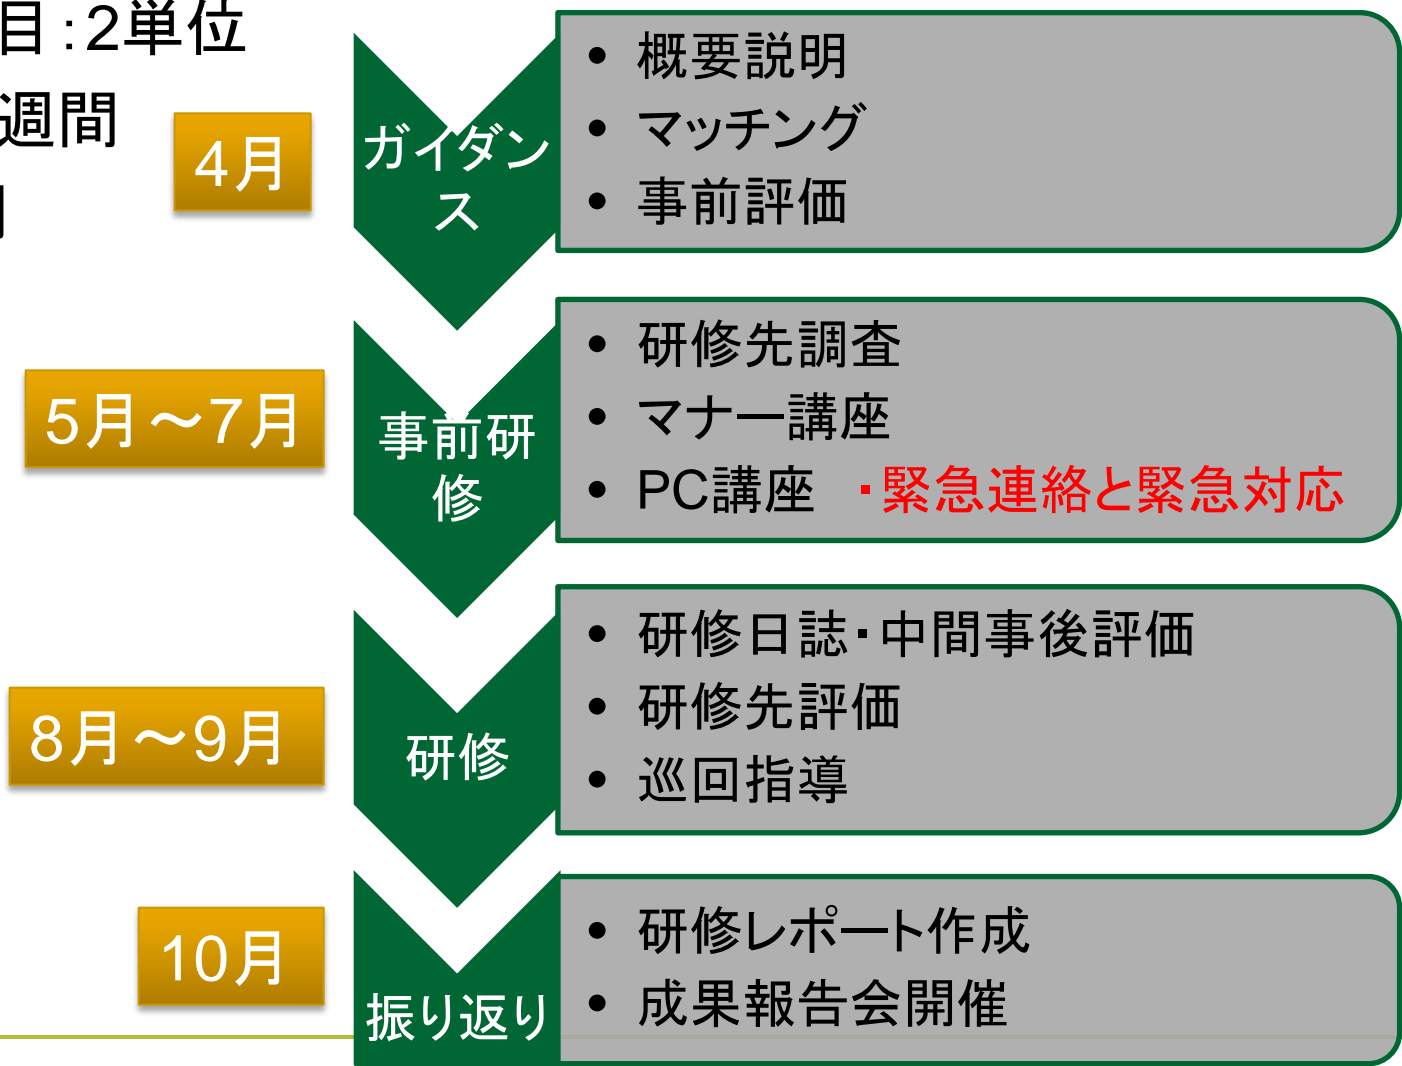 目：2単位
週間
4月
ガイダン
ス
• 概要説明
• マッチング
• 事前評価
5月～7月
事前研
修
• 研修先調査
• マナー講座
• PC講座　・緊急連絡と緊急対応
8月～9月
研修
• 研修日誌・中間事後評価
• 研修先評価
• 巡回指導
10月
振り返り
• 研修レポート作成
• 成果報告会開催